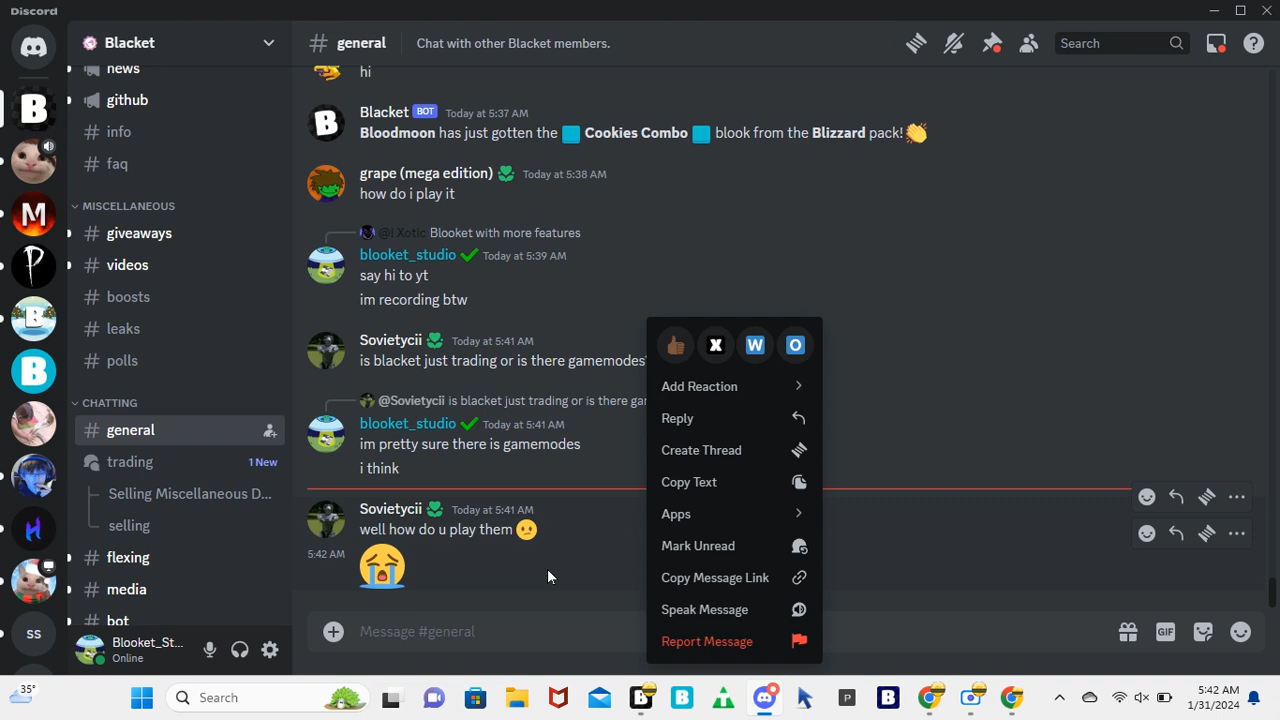 Discord
Blacket
general
Chat with other Blacket members.
Search
news
github
info
faq
MISCELLANEOUS
giveaways
videos
boosts
leaks
polls
CHATTING
general
trading
1 New
Selling Miscellaneous D...
selling
flexing
media
bot
Blooket_St...
Online
hi
Blacket BOT Today at 5:37 AM
Bloodmoon has just gotten the Cookies Combo blook from the Blizzard pack!
grape (mega edition) Today at 5:38 AM
how do i play it
@! Xotic Blooket with more features
blooket_studio Today at 5:39 AM
say hi to yt
im recording btw
Sovietycii Today at 5:41 AM
is blacket just trading or is there gamemodes
@Sovietycii is blacket just trading or is there gar
blooket_studio Today at 5:41 AM
im pretty sure there is gamemodes
i think
Sovietycii Today at 5:41 AM
well how do u play them
5:42 AM
Message #general
GIF
X W O
Add Reaction
Reply
Create Thread
Copy Text
Apps
Mark Unread
Copy Message Link
Speak Message
Report Message
B
M
P
B
B
H
SS
35°
Search
B
B
P
B
5:42 AM
1/31/2024